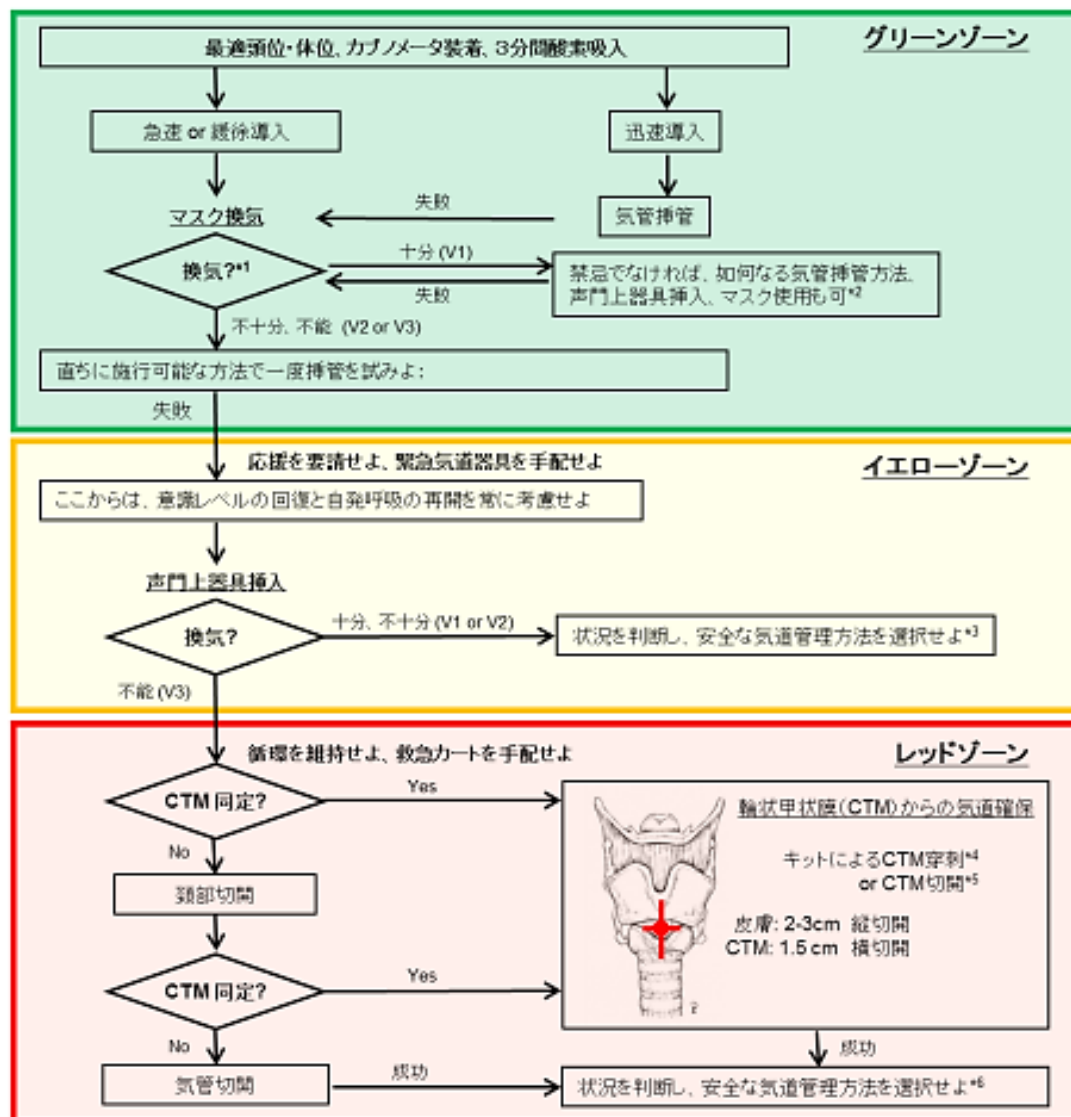 グリーンゾーン
最適頭位・体位、カプノメータ装着、3分間酸素吸入
急速 or 緩徐導入
迅速導入
失敗
気管挿管
マスク換気
換気?*1
十分 (V1)
失敗
禁忌でなければ、如何なる気管挿管方法、
声門上器具挿入、マスク使用も可*2
不十分、不能 (V2 or V3)
直ちに施行可能な方法で一度挿管を試みよ:
失敗
イエローゾーン
応援を要請せよ、緊急気道器具を手配せよ
ここからは、意識レベルの回復と自発呼吸の再開を常に考慮せよ
声門上器具挿入
換気?
十分、不十分 (V1 or V2)
状況を判断し、安全な気道管理方法を選択せよ*3
不能 (V3)
レッドゾーン
循環を維持せよ、救急カートを手配せよ
CTM 同定?
Yes
輪状甲状膜(CTM)からの気道確保
キットによるCTM穿刺*4
or CTM切開*5
皮膚: 2-3cm 縦切開
CTM: 1.5 cm 横切開
No
頚部切開
CTM 同定?
Yes
No
成功
気管切開
成功
状況を判断し、安全な気道管理方法を選択せよ*6